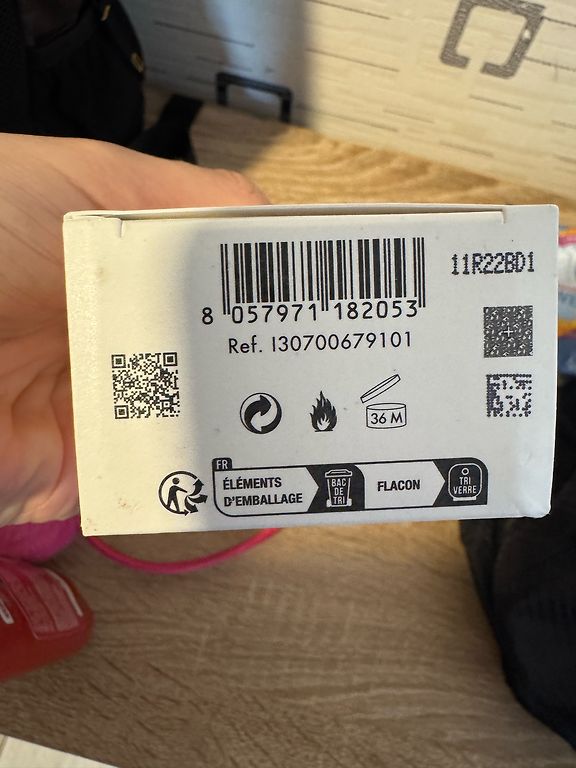 11R22BD1
8 057971 182053
Ref. I30700679101
36 M
FR
ÉLÉMENTS
D'EMBALLAGE
BAC
DE
TRI
FLACON
TRI
VERRE